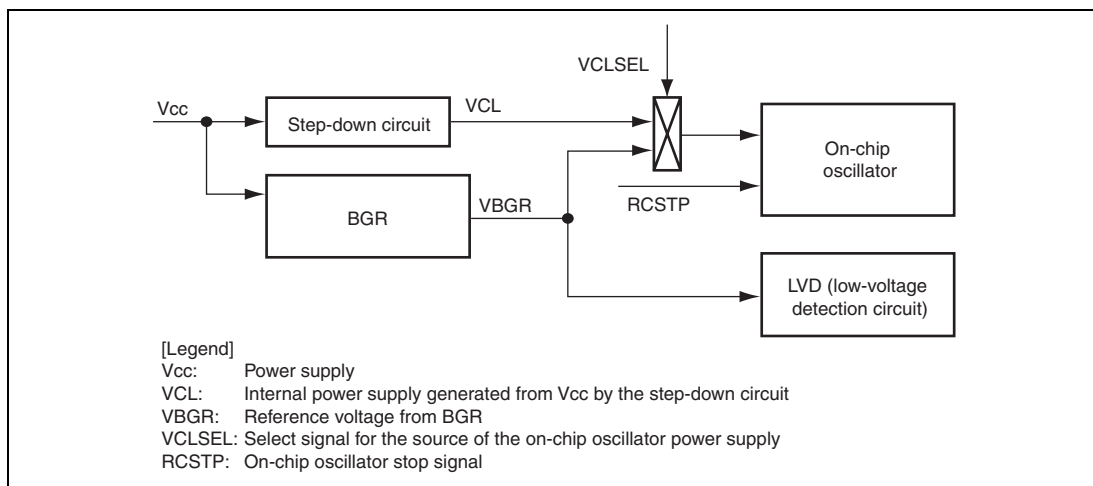 VCLSEL
Vcc
VCL
Step-down circuit
On-chip
oscillator
VBGR
RCSTP
BGR
LVD (low-voltage
detection circuit)
[Legend]
Vcc: Power supply
VCL: Internal power supply generated from Vcc by the step-down circuit
VBGR: Reference voltage from BGR
VCLSEL: Select signal for the source of the on-chip oscillator power supply
RCSTP: On-chip oscillator stop signal